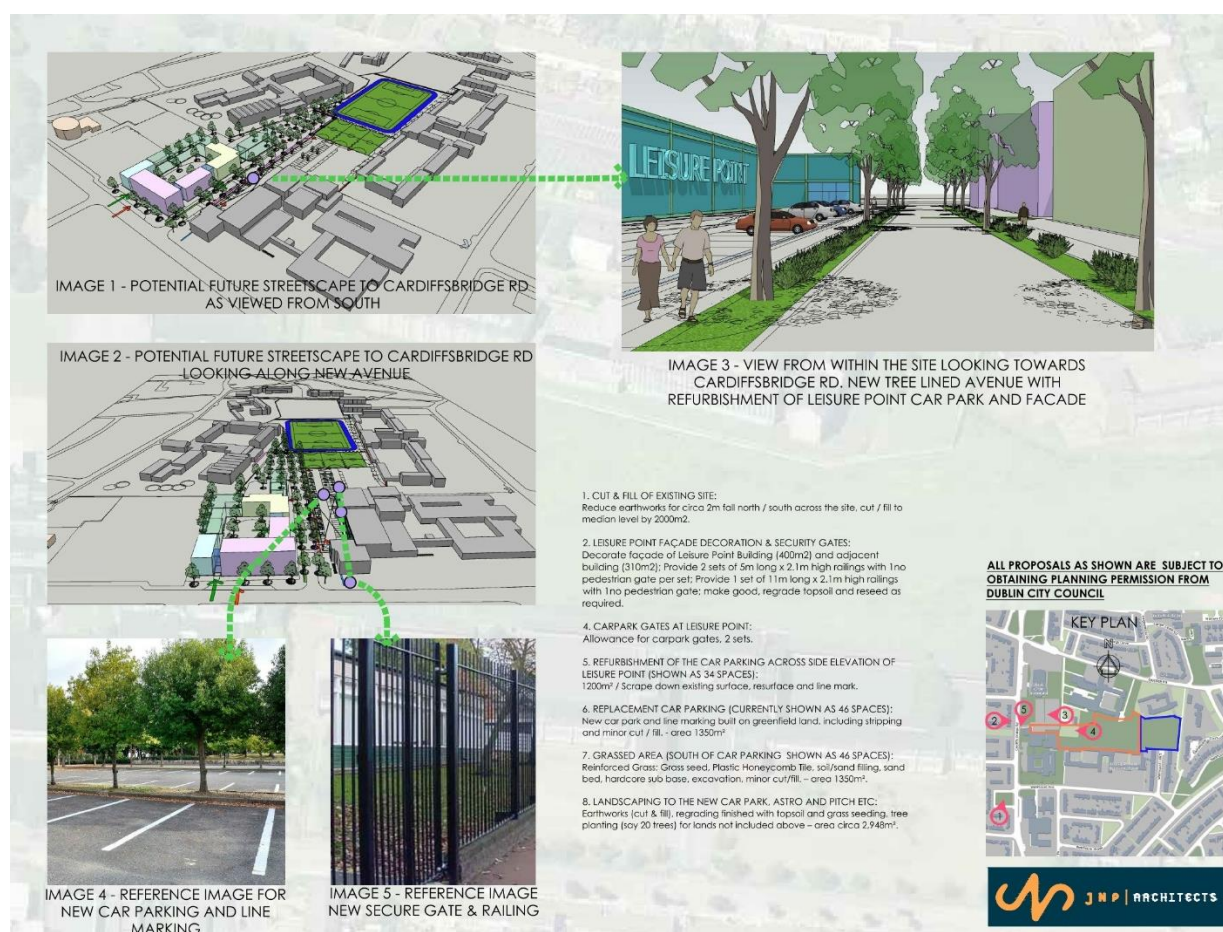 IMAGE 1 - POTENTIAL FUTURE STREETSCAPE TO CARDIFFSBRIDGE RD
AS VIEWED FROM SOUTH
LEISURE POINT
IMAGE 3 - VIEW FROM WITHIN THE SITE LOOKING TOWARDS
CARDIFFSBRIDGE RD. NEW TREE LINED AVENUE WITH
REFURBISHMENT OF LEISURE POINT CAR PARK AND FACADE
IMAGE 2 - POTENTIAL FUTURE STREETSCAPE TO CARDIFFSBRIDGE RD
-LOOKING ALONG NEW AVENUE
IMAGE 4 - REFERENCE IMAGE FOR
NEW CAR PARKING AND LINE
MARKING
IMAGE 5 - REFERENCE IMAGE
NEW SECURE GATE & RAILING
1. CUT & FILL OF EXISTING SITE:
Reduce earthworks for circa 2m fall north / south across the site, cut / fill to
median level by 2000m2.
2. LEISURE POINT FAÇADE DECORATION & SECURITY GATES:
Decorate façade of Leisure Point Building (400m2) and adjacent
building (310m2); Provide 2 sets of 5m long x 2.1m high railings with 1no
pedestrian gate per set; Provide 1 set of 11m long x 2.1m high railings
with 1no pedestrian gate; make good, regrade topsoil and reseed as
required.
4. CARPARK GATES AT LEISURE POINT:
Allowance for carpark gates, 2 sets.
5. REFURBISHMENT OF THE CAR PARKING ACROSS SIDE ELEVATION OF
LEISURE POINT (SHOWN AS 34 SPACES):
1200m² / Scrape down existing surface, resurface and line mark.
6. REPLACEMENT CAR PARKING (CURRENTLY SHOWN AS 46 SPACES):
New car park and line marking built on greenfield land, including stripping
and minor cut / fill. - area 1350m²
7. GRASSED AREA (SOUTH OF CAR PARKING SHOWN AS 46 SPACES):
Reinforced Grass: Grass seed, Plastic Honeycomb Tile, soil/sand filling, sand
bed, hardcore sub base, excavation, minor cut/fill. – area 1350m².
8. LANDSCAPING TO THE NEW CAR PARK, ASTRO AND PITCH ETC:
Earthworks (cut & fill), regrading finished with topsoil and grass seeding, tree
planting (say 20 trees) for lands not included above – area circa 2,948m².
ALL PROPOSALS AS SHOWN ARE SUBJECT TO
OBTAINING PLANNING PERMISSION FROM
DUBLIN CITY COUNCIL
KEY PLAN
N
2
5
3
4
1
JNP | ARCHITECTS